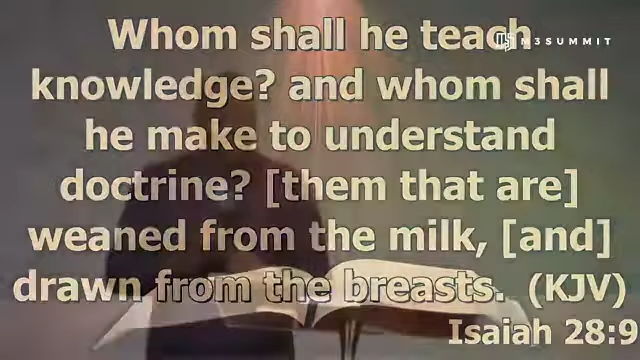 Whom shall he teach
M3SUMMIT
knowledge? and whom shall
he make to understand
doctrine? [them that are]
weaned from the milk, [and]
drawn from the breasts. (KJV)
Isaiah 28:9